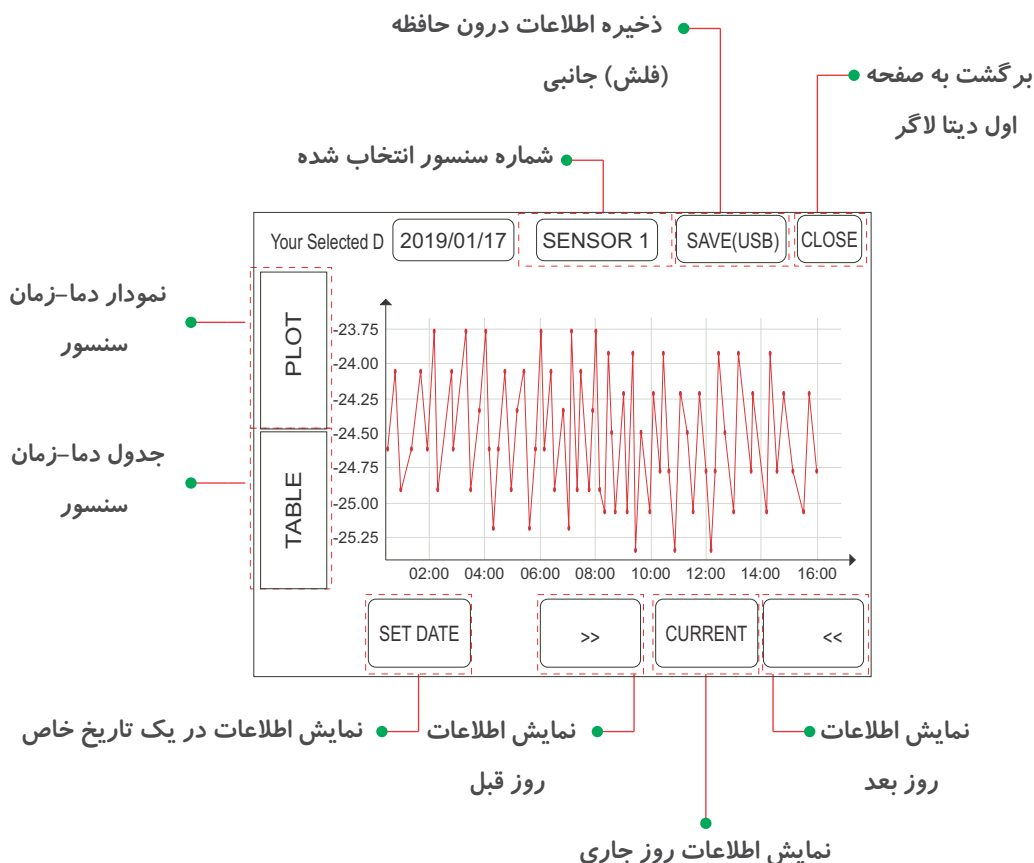 ذخیره اطلاعات درون حافظه
(فلش) جانبی
برگشت به صفحه
اول دیتا لاگر
شماره سنسور انتخاب شده
Your Selected D
2019/01/17
SENSOR 1
SAVE(USB)
CLOSE
نمودار دما–زمان
سنسور
PLOT
جدول دما–زمان
سنسور
TABLE
-23.75
-24.00
-24.25
-24.50
-24.75
-25.00
-25.25
02:00 04:00 06:00 08:00 10:00 12:00 14:00 16:00
SET DATE
>>
CURRENT
<<
نمایش اطلاعات در یک تاریخ خاص
نمایش اطلاعات
روز قبل
نمایش اطلاعات
روز بعد
نمایش اطلاعات روز جاری